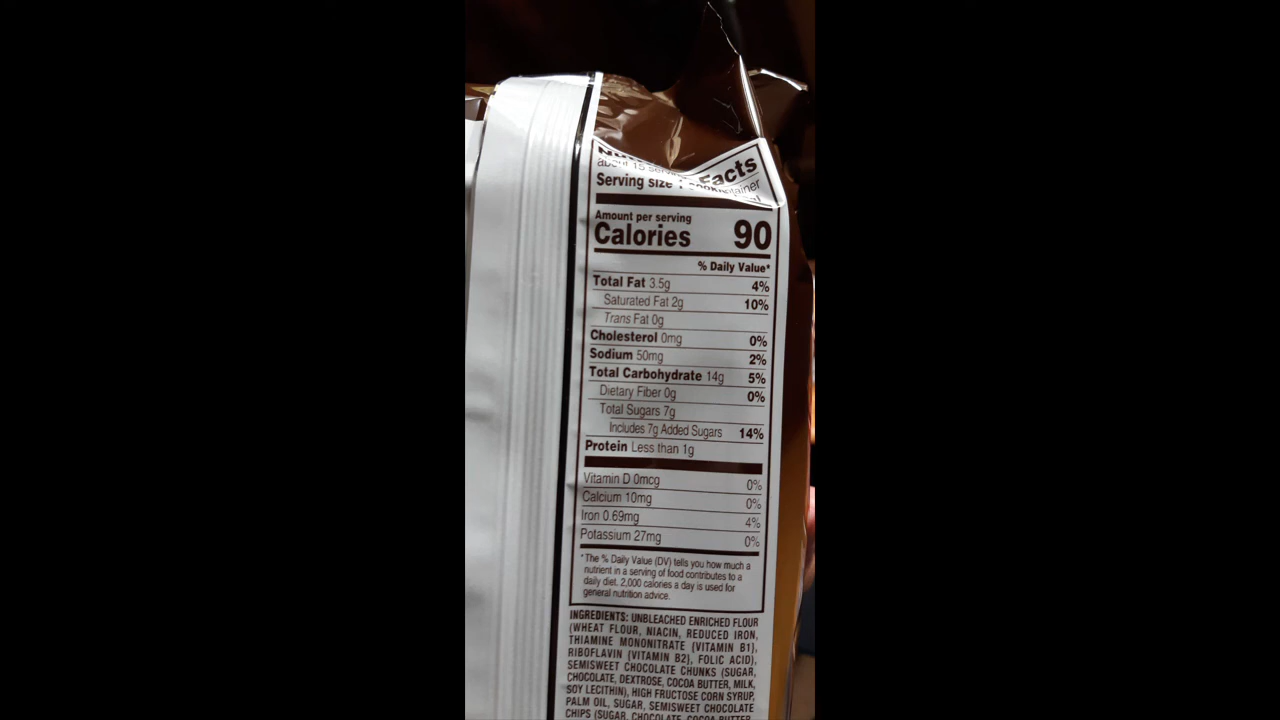 Facts
about 15
Serving size 1
Amount per serving
Calories 90
% Daily Value*
Total Fat 3.5g 4%
Saturated Fat 2g 10%
Trans Fat 0g
Cholesterol 0mg 0%
Sodium 50mg 2%
Total Carbohydrate 14g 5%
Dietary Fiber 0g 0%
Total Sugars 7g
Includes 7g Added Sugars 14%
Protein Less than 1g
Vitamin D 0mcg 0%
Calcium 10mg 0%
Iron 0.69mg 4%
Potassium 27mg 0%
*The % Daily Value (DV) tells you how much a
nutrient in a serving of food contributes to a
daily diet. 2,000 calories a day is used for
general nutrition advice.
INGREDIENTS: UNBLEACHED ENRICHED FLOUR
(WHEAT FLOUR, NIACIN, REDUCED IRON,
THIAMINE MONONITRATE {VITAMIN B1},
RIBOFLAVIN {VITAMIN B2}, FOLIC ACID),
SEMISWEET CHOCOLATE CHUNKS (SUGAR,
CHOCOLATE, DEXTROSE, COCOA BUTTER, MILK,
SOY LECITHIN), HIGH FRUCTOSE CORN SYRUP,
PALM OIL, SUGAR, SEMISWEET CHOCOLATE
CHIPS (SUGAR, CHOCOLATE, COCOA BUTTER,